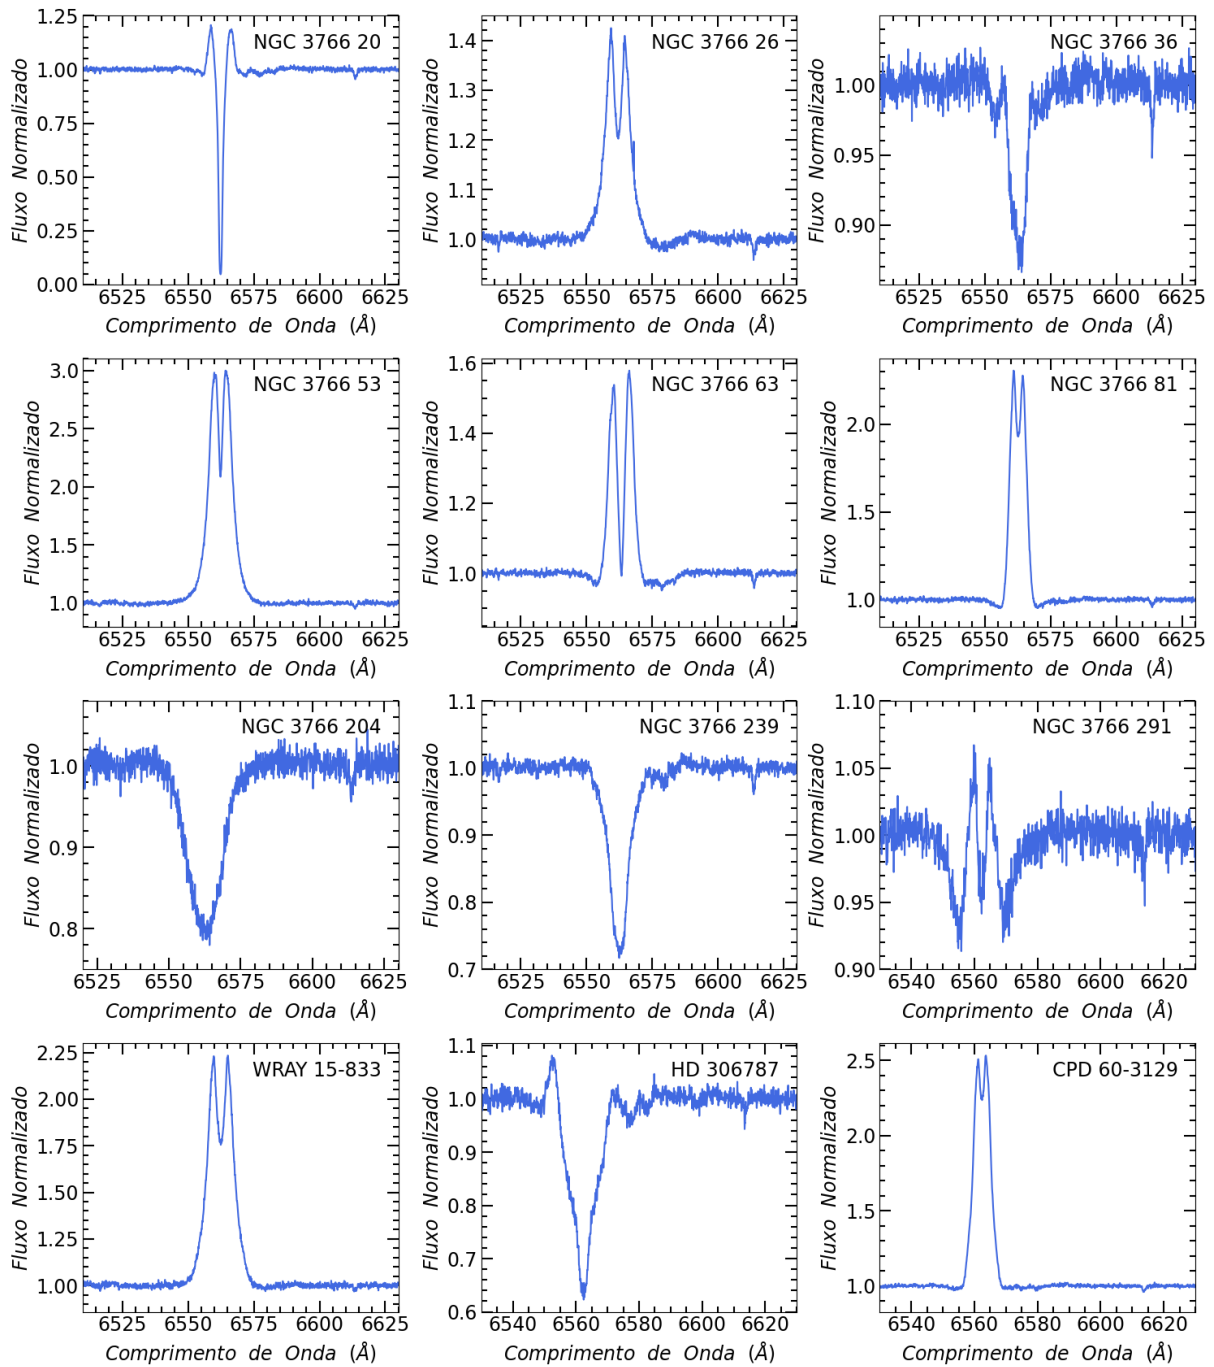 NGC 3766 20
1.25
1.00
0.75
0.50
0.25
0.00
Fluxo Normalizado
6525 6550 6575 6600 6625
Comprimento de Onda (Å)
NGC 3766 26
1.4
1.3
1.2
1.1
1.0
Fluxo Normalizado
6525 6550 6575 6600 6625
Comprimento de Onda (Å)
NGC 3766 36
1.00
0.95
0.90
Fluxo Normalizado
6525 6550 6575 6600 6625
Comprimento de Onda (Å)
NGC 3766 53
3.0
2.5
2.0
1.5
1.0
Fluxo Normalizado
6525 6550 6575 6600 6625
Comprimento de Onda (Å)
NGC 3766 63
1.6
1.4
1.2
1.0
Fluxo Normalizado
6525 6550 6575 6600 6625
Comprimento de Onda (Å)
NGC 3766 81
2.0
1.5
1.0
Fluxo Normalizado
6525 6550 6575 6600 6625
Comprimento de Onda (Å)
NGC 3766 204
1.0
0.9
0.8
Fluxo Normalizado
6525 6550 6575 6600 6625
Comprimento de Onda (Å)
NGC 3766 239
1.1
1.0
0.9
0.8
0.7
Fluxo Normalizado
6525 6550 6575 6600 6625
Comprimento de Onda (Å)
NGC 3766 291
1.10
1.05
1.00
0.95
0.90
Fluxo Normalizado
6540 6560 6580 6600 6620
Comprimento de Onda (Å)
WRAY 15-833
2.25
2.00
1.75
1.50
1.25
1.00
Fluxo Normalizado
6525 6550 6575 6600 6625
Comprimento de Onda (Å)
HD 306787
1.1
1.0
0.9
0.8
0.7
0.6
Fluxo Normalizado
6540 6560 6580 6600 6620
Comprimento de Onda (Å)
CPD 60-3129
2.5
2.0
1.5
1.0
Fluxo Normalizado
6540 6560 6580 6600 6620
Comprimento de Onda (Å)